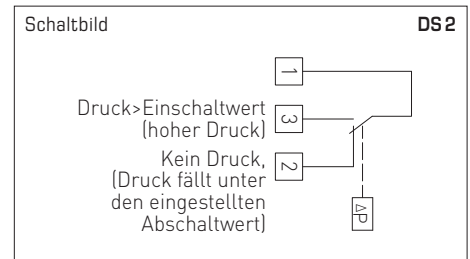 Schaltbild DS 2
1
Druck>Einschaltwert
(hoher Druck)
3
Kein Druck,
(Druck fällt unter
den eingestellten
Abschaltwert)
2
ΔP